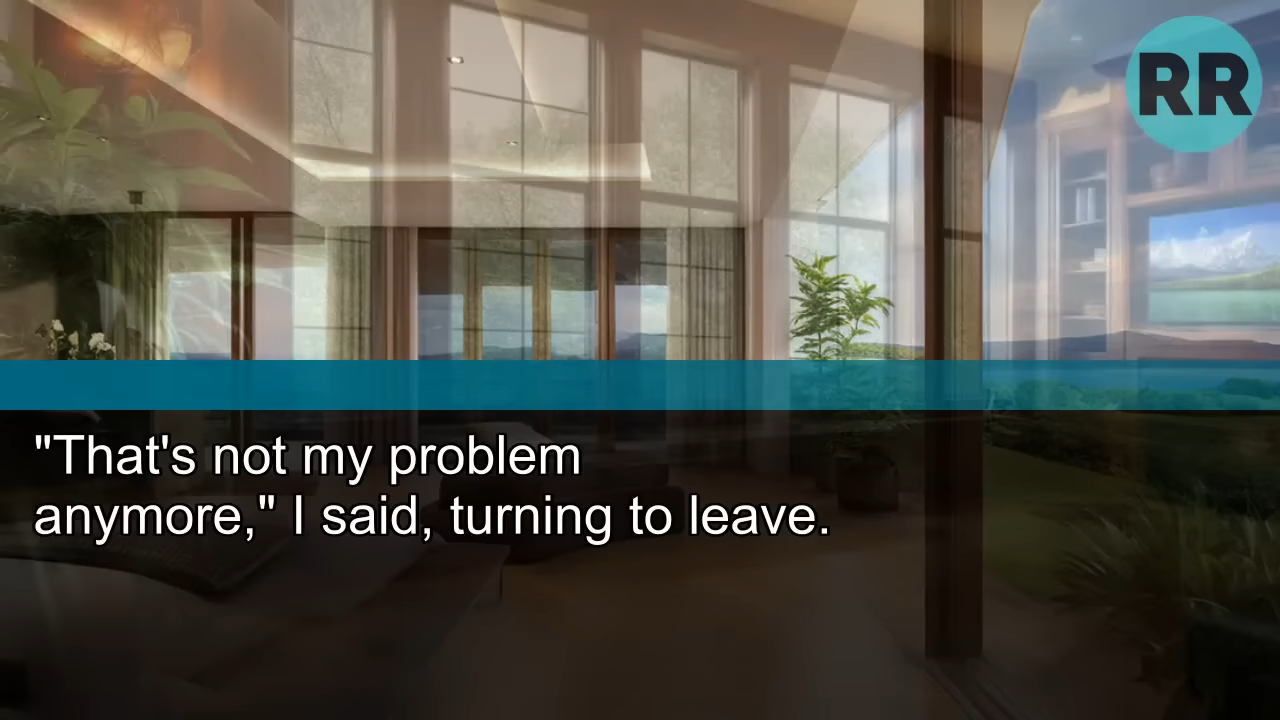 RR
"That's not my problem
anymore," I said, turning to leave.